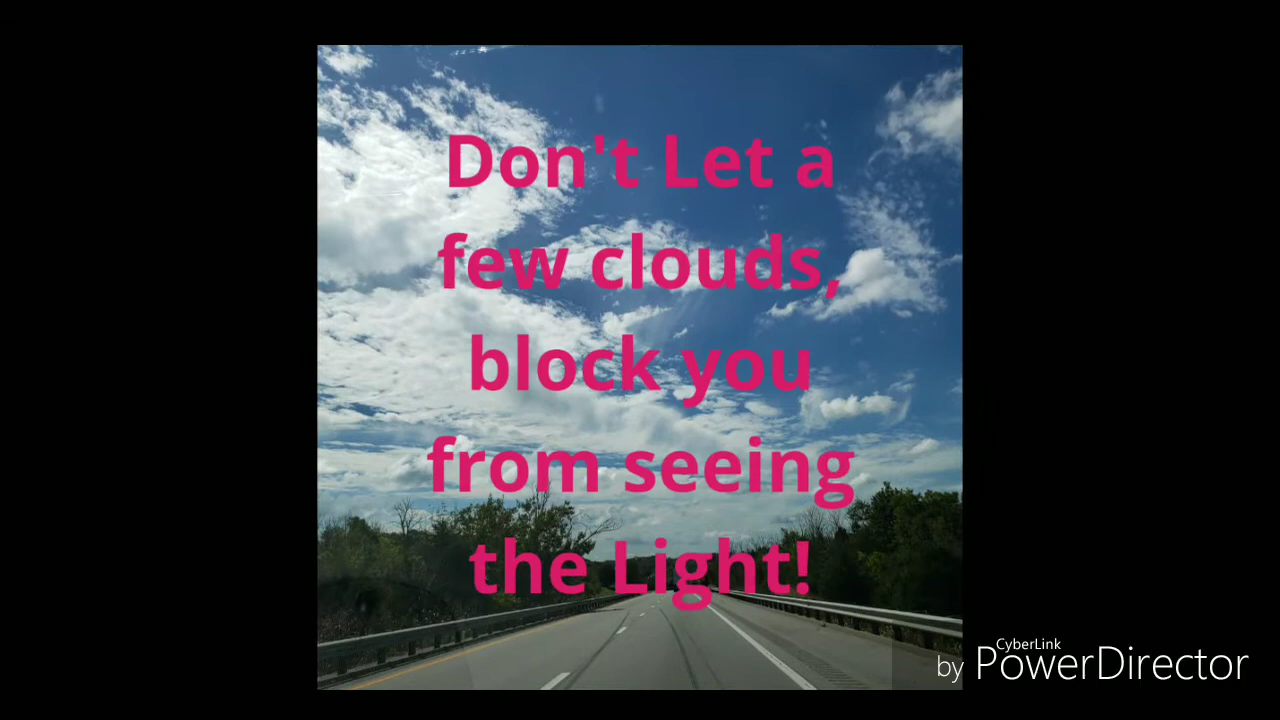 Don't Let a
few clouds,
block you
from seeing
the Light!
CyberLink
by PowerDirector